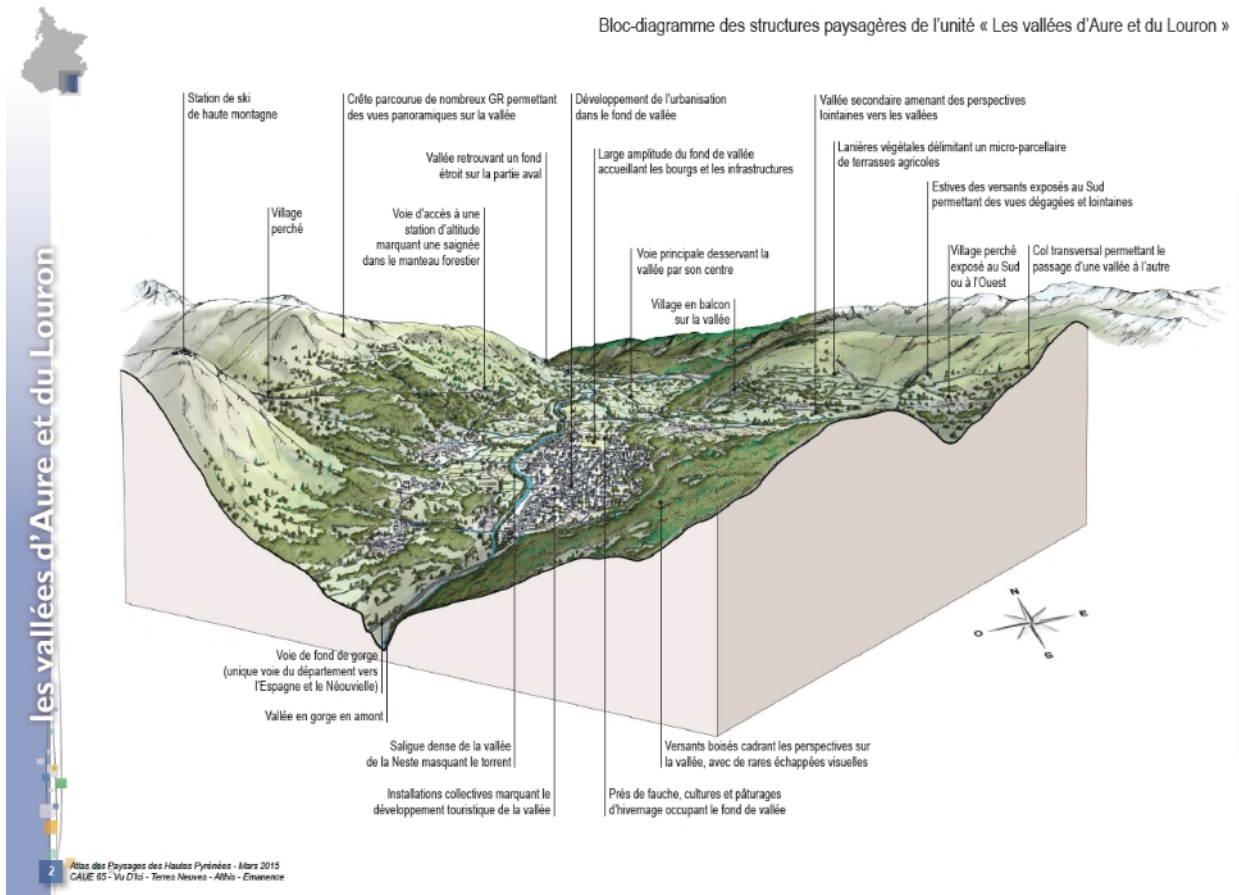 Bloc-diagramme des structures paysagères de l'unité « Les vallées d'Aure et du Louron »
Station de ski
de haute montagne
Crête parcourue de nombreux GR permettant
des vues panoramiques sur la vallée
Développement de l'urbanisation
dans le fond de vallée
Vallée secondaire amenant des perspectives
lointaines vers les vallées
Vallée retrouvant un fond
étroit sur la partie aval
Large amplitude du fond de vallée
accueillant les bourgs et les infrastructures
Lanières végétales délimitant un micro-parcellaire
de terrasses agricoles
Estives des versants exposés au Sud
permettant des vues dégagées et lointaines
Village
perché
Voie d'accès à une
station d'altitude
marquant une saignée
dans le manteau forestier
Voie principale desservant la
vallée par son centre
Village perché
exposé au Sud
ou à l'Ouest
Col transversal permettant le
passage d'une vallée à l'autre
Village en balcon
sur la vallée
les vallées d'Aure et du Louron
N
E
O
S
Voie de fond de gorge
(unique voie du département vers
l'Espagne et le Néouvielle)
Vallée en gorge en amont
Saligue dense de la vallée
de la Neste masquant le torrent
Versants boisés cadrant les perspectives sur
la vallée, avec de rares échappées visuelles
Installations collectives marquant le
développement touristique de la vallée
Prés de fauche, cultures et pâturages
d'hivernage occupant le fond de vallée
2
Atlas des Paysages des Hautes Pyrénées - Mars 2015
CAUE 65 - Vu D'Ici - Terres Neuves - Althis - Emanence